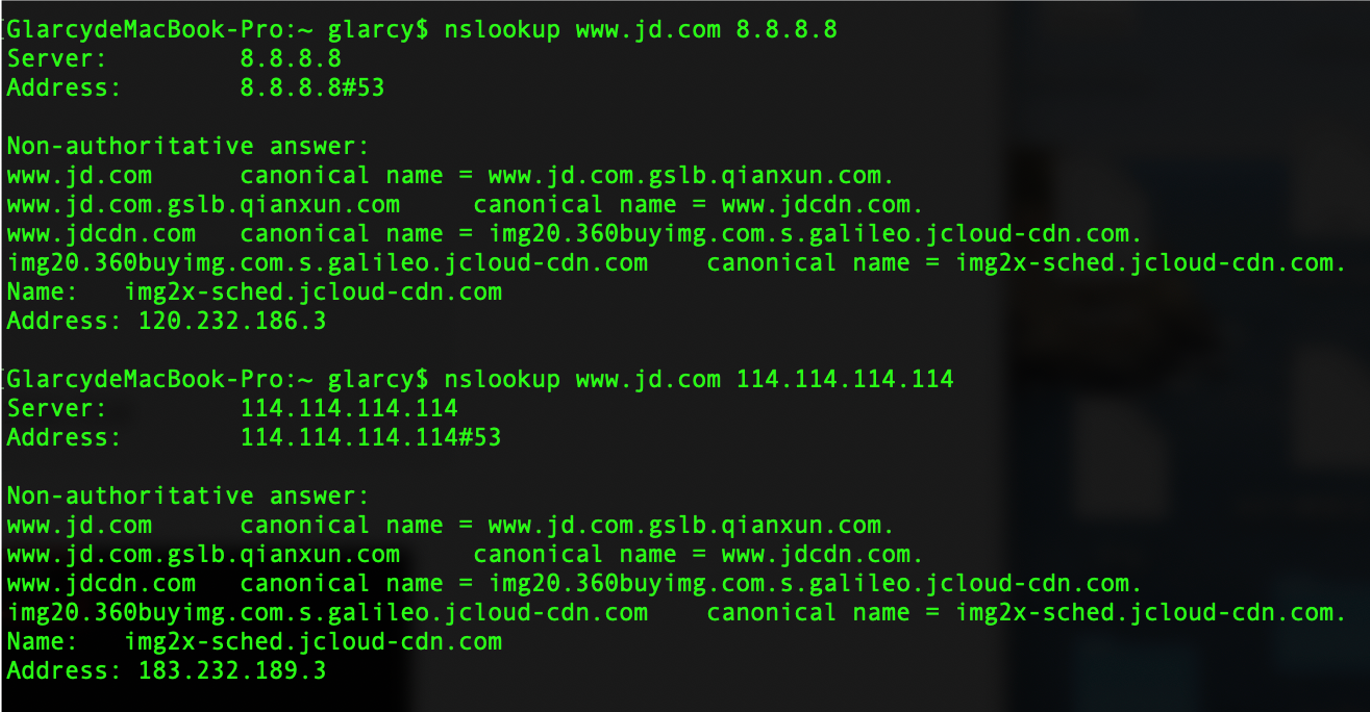 GlarcydeMacBook-Pro:~ glarcy$ nslookup www.jd.com 8.8.8.8
Server: 8.8.8.8
Address: 8.8.8.8#53
Non-authoritative answer:
www.jd.com canonical name = www.jd.com.gslb.qianxun.com.
www.jd.com.gslb.qianxun.com canonical name = www.jdcdn.com.
www.jdcdn.com canonical name = img20.360buyimg.com.s.galileo.jcloud-cdn.com.
img20.360buyimg.com.s.galileo.jcloud-cdn.com canonical name = img2x-sched.jcloud-cdn.com.
Name: img2x-sched.jcloud-cdn.com
Address: 120.232.186.3
GlarcydeMacBook-Pro:~ glarcy$ nslookup www.jd.com 114.114.114.114
Server: 114.114.114.114
Address: 114.114.114.114#53
Non-authoritative answer:
www.jd.com canonical name = www.jd.com.gslb.qianxun.com.
www.jd.com.gslb.qianxun.com canonical name = www.jdcdn.com.
www.jdcdn.com canonical name = img20.360buyimg.com.s.galileo.jcloud-cdn.com.
img20.360buyimg.com.s.galileo.jcloud-cdn.com canonical name = img2x-sched.jcloud-cdn.com.
Name: img2x-sched.jcloud-cdn.com
Address: 183.232.189.3